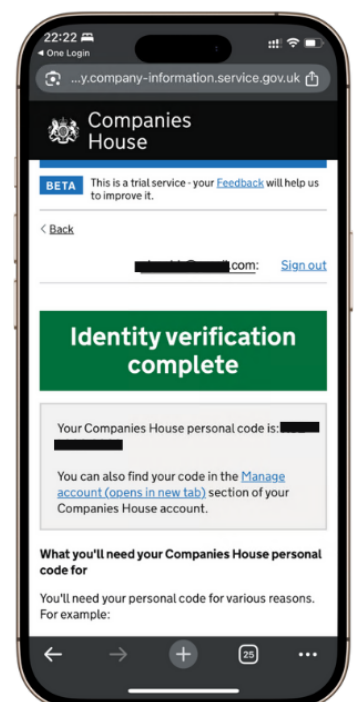 22:22
One Login
...y.company-information.service.gov.uk
Companies
House
BETA This is a trial service - your Feedback will help us
to improve it.
Back
.com: Sign out
Identity verification
complete
Your Companies House personal code is:
You can also find your code in the Manage
account (opens in new tab) section of your
Companies House account.
What you'll need your Companies House personal
code for
You'll need your personal code for various reasons.
For example:
25